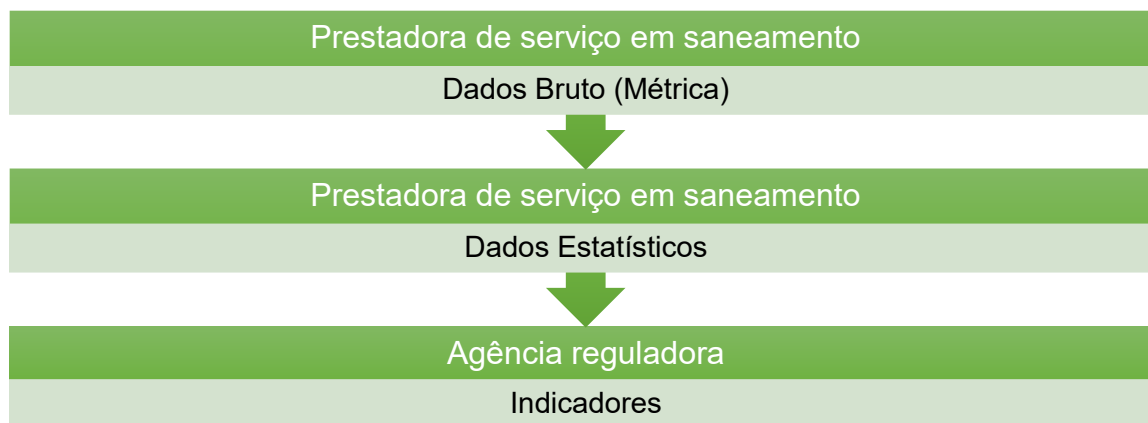 Prestadora de serviço em saneamento
Dados Bruto (Métrica)
Prestadora de serviço em saneamento
Dados Estatísticos
Agência reguladora
Indicadores